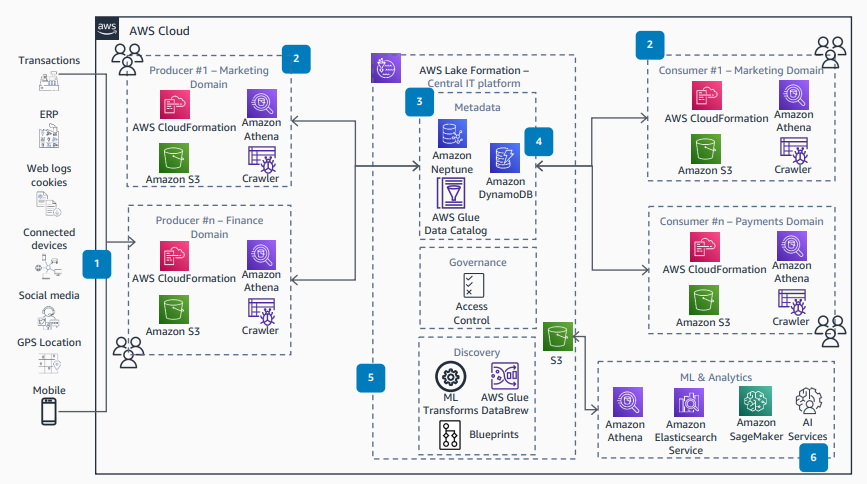 aws
AWS Cloud
Transactions
ERP
Web logs
cookies
Connected
devices
Social media
GPS Location
Mobile
1
2
Producer #1 – Marketing
Domain
AWS CloudFormation
Amazon
Athena
Amazon S3
Crawler
Producer #n – Finance
Domain
AWS CloudFormation
Amazon
Athena
Amazon S3
Crawler
AWS Lake Formation –
Central IT platform
3
Metadata
Amazon
Neptune
4
Amazon
DynamoDB
AWS Glue
Data Catalog
Governance
Access
Control
5
Discovery
ML
Transforms
AWS Glue
DataBrew
Blueprints
S3
2
Consumer #1 – Marketing Domain
AWS CloudFormation
Amazon
Athena
Amazon S3
Crawler
Consumer #n – Payments Domain
AWS CloudFormation
Amazon
Athena
Amazon S3
Crawler
ML & Analytics
Amazon
Athena
Amazon
Elasticsearch
Service
Amazon
SageMaker
AI
Services
6